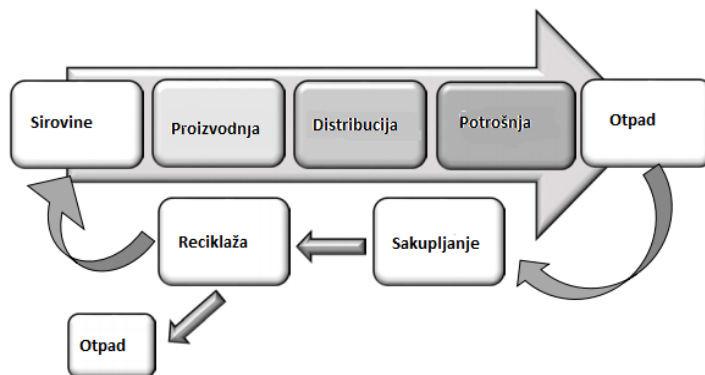 Sirovine
Proizvodnja
Distribucija
Potrošnja
Otpad
Reciklaža
Sakupljanje
Otpad